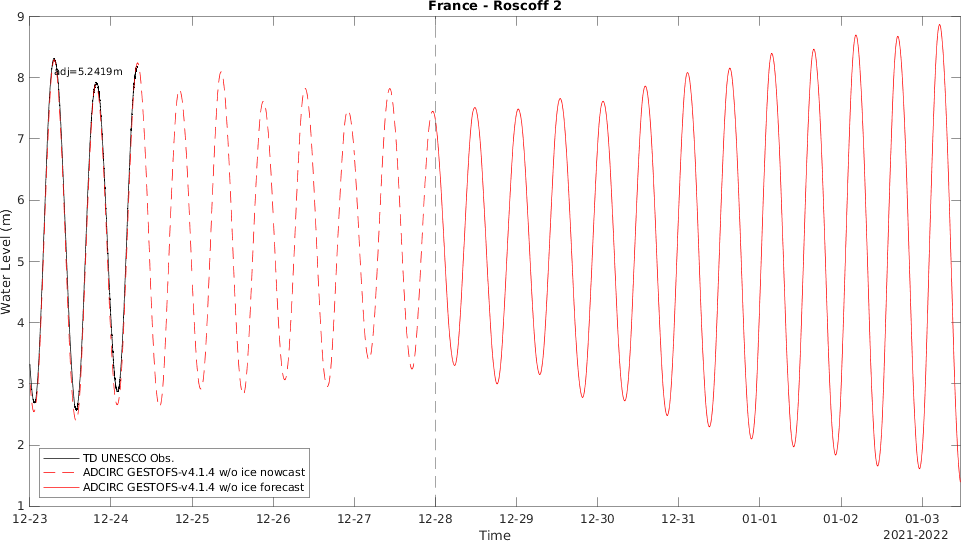 France - Roscoff 2
9
8
7
6
5
4
3
2
1
Water Level (m)
adj=5.2419m
TD UNESCO Obs.
ADCIRC GESTOFS-v4.1.4 w/o ice nowcast
ADCIRC GESTOFS-v4.1.4 w/o ice forecast
12-23 12-24 12-25 12-26 12-27 12-28 12-29 12-30 12-31 01-01 01-02 01-03
Time
2021-2022